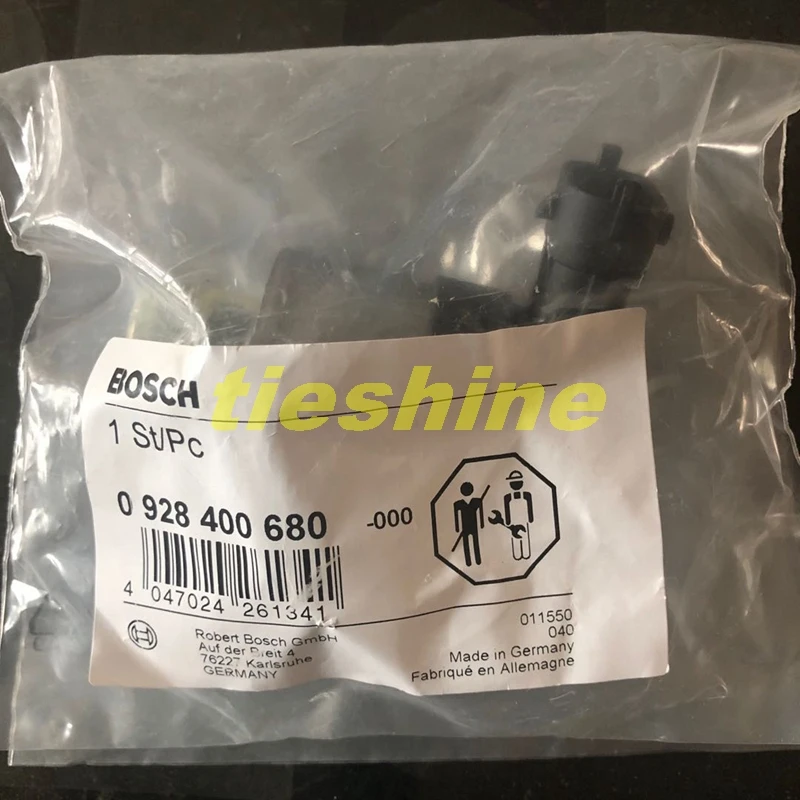 BOSCH
tieshine
1 St/Pc
0 928 400 680 -000
4 047024 261341
011550
040
Robert Bosch GmbH
Auf der Breit 4
76227 Karlsruhe
GERMANY
Made in Germany
Fabriqué en Allemagne